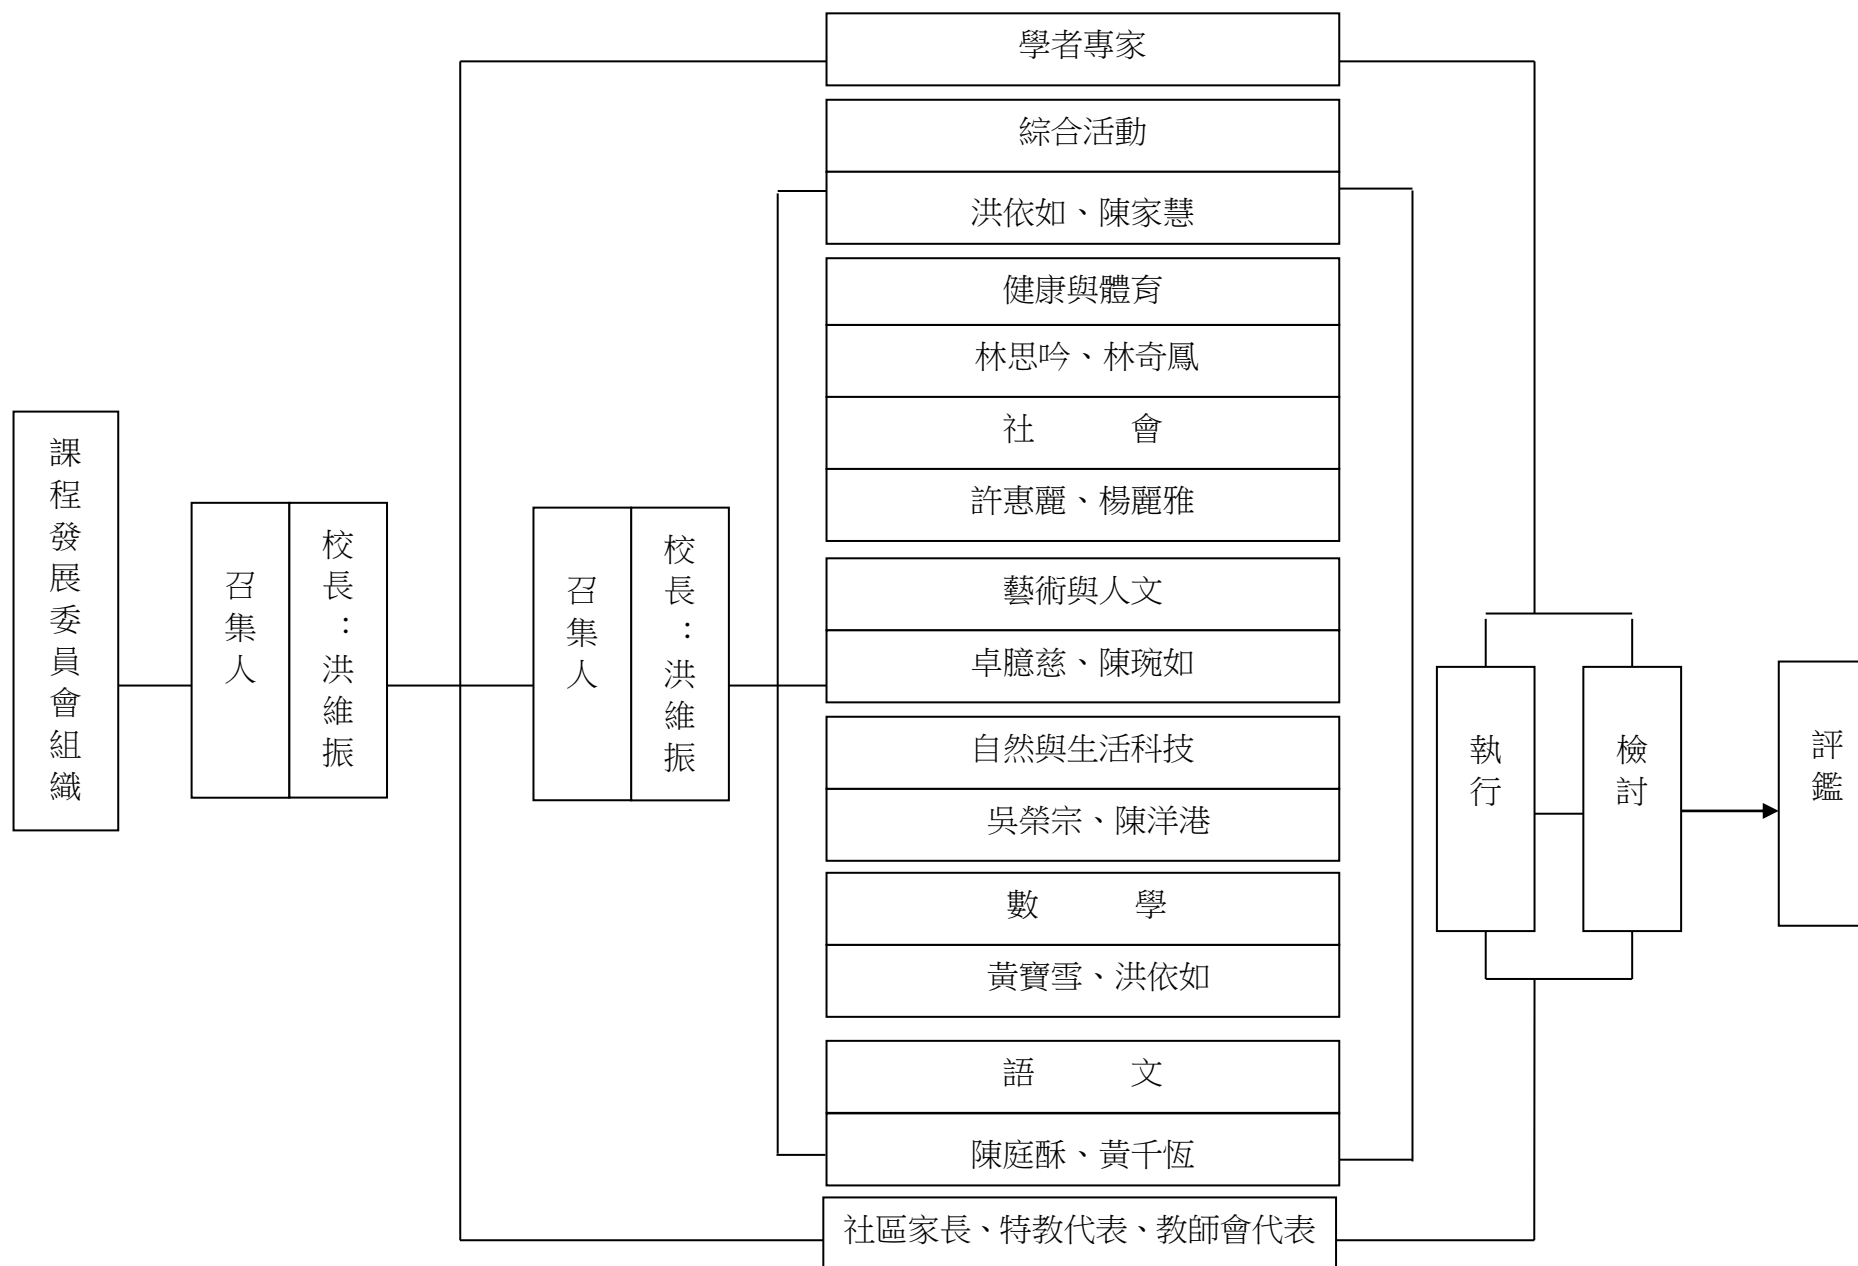 課程發展委員會組織
召集人
校長：洪維振
召集人
校長：洪維振
學者專家
綜合活動
洪依如、陳家慧
健康與體育
林思吟、林奇鳳
社　　　會
許惠麗、楊麗雅
藝術與人文
卓臆慈、陳琬如
自然與生活科技
吳榮宗、陳洋港
數　　　學
黃寶雪、洪依如
語　　　文
陳庭酥、黃千恆
社區家長、特教代表、教師會代表
執行
檢討
評鑑